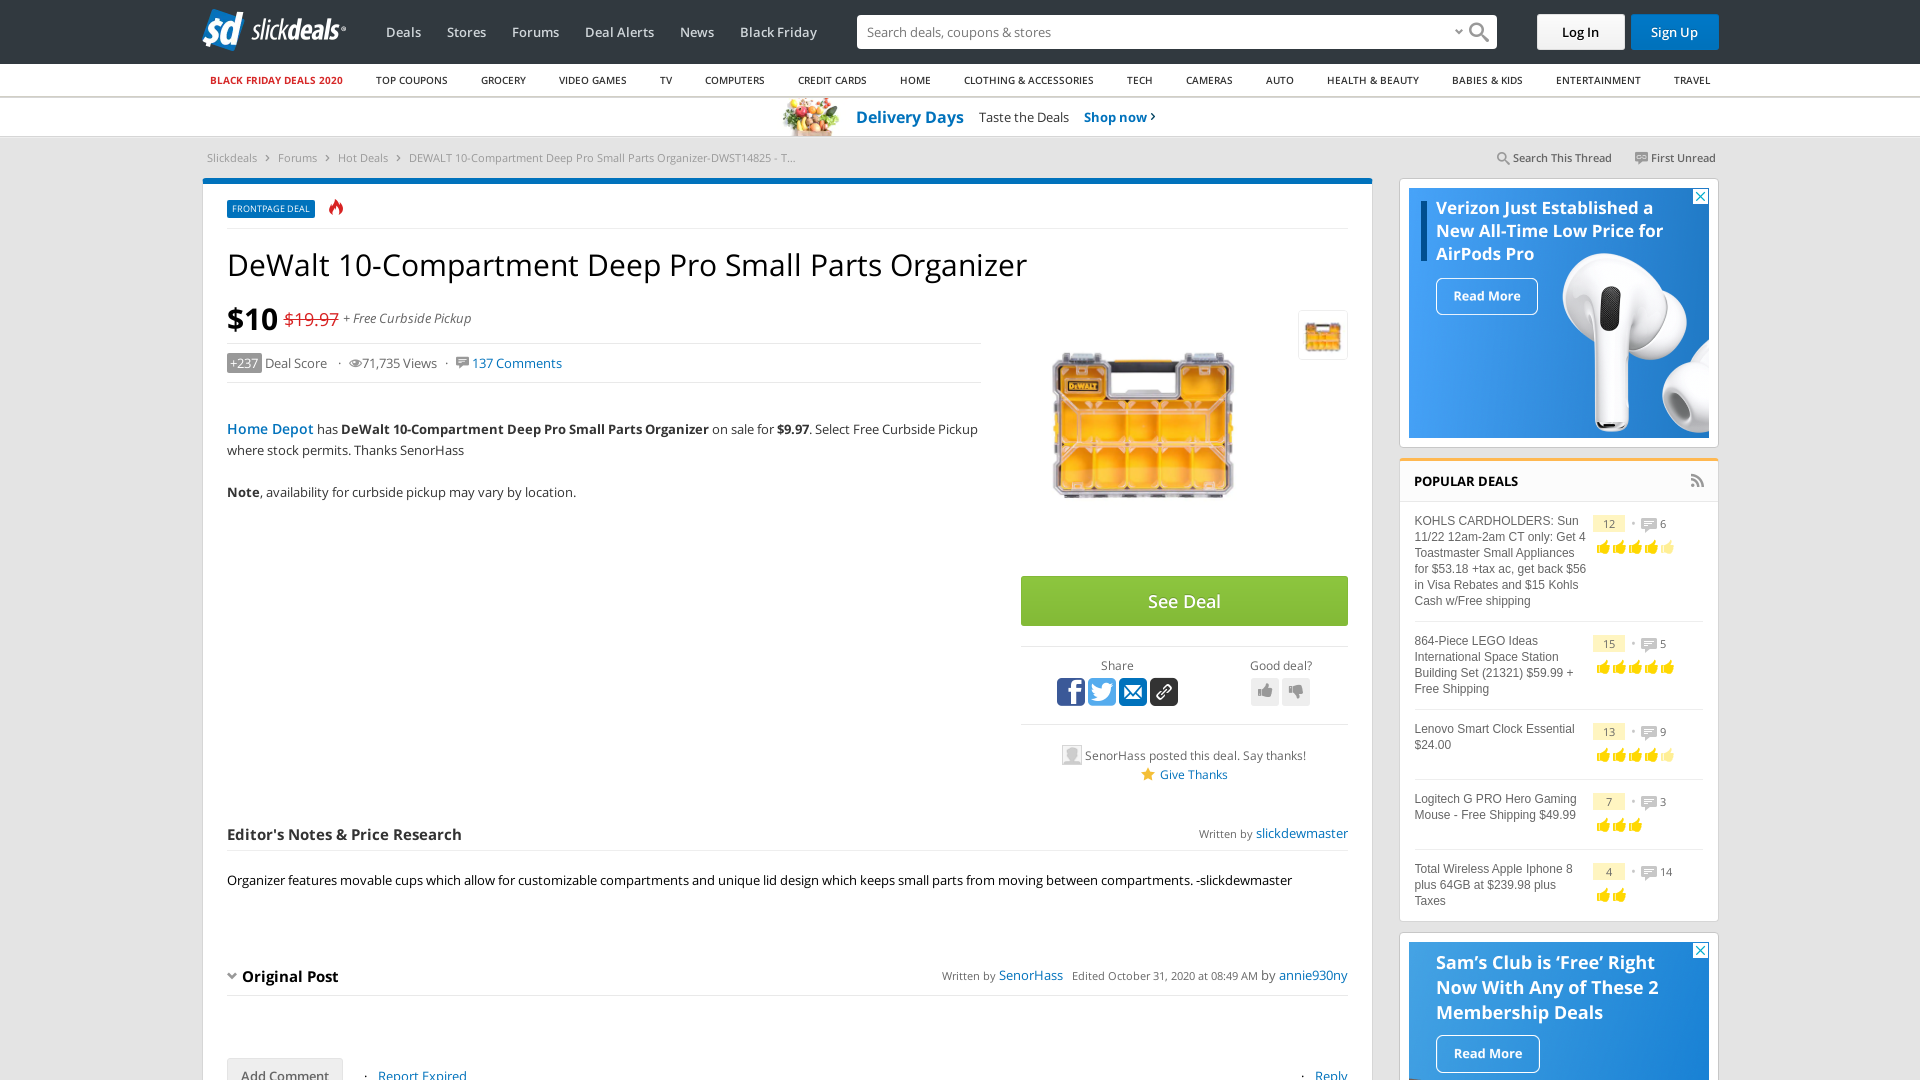 slickdeals
Deals
Stores
Forums
Deal Alerts
News
Black Friday
Search deals, coupons & stores
Log In
Sign Up
BLACK FRIDAY DEALS 2020
TOP COUPONS
GROCERY
VIDEO GAMES
TV
COMPUTERS
CREDIT CARDS
HOME
CLOTHING & ACCESSORIES
TECH
CAMERAS
AUTO
HEALTH & BEAUTY
BABIES & KIDS
ENTERTAINMENT
TRAVEL
Delivery Days Taste the Deals Shop now
Slickdeals > Forums > Hot Deals > DEWALT 10-Compartment Deep Pro Small Parts Organizer-DWST14825 - T...
Search This Thread
First Unread
FRONTPAGE DEAL
DeWalt 10-Compartment Deep Pro Small Parts Organizer
$10 $19.97 + Free Curbside Pickup
+237 Deal Score · 71,735 Views · 137 Comments
Home Depot has DeWalt 10-Compartment Deep Pro Small Parts Organizer on sale for $9.97. Select Free Curbside Pickup
where stock permits. Thanks SenorHass
Note, availability for curbside pickup may vary by location.
DEWALT
See Deal
Share
Good deal?
SenorHass posted this deal. Say thanks!
Give Thanks
Editor's Notes & Price Research
Written by slickdewmaster
Organizer features movable cups which allow for customizable compartments and unique lid design which keeps small parts from moving between compartments. -slickdewmaster
Original Post
Written by SenorHass Edited October 31, 2020 at 08:49 AM by annie930ny
Add Comment
· Report Expired
· Reply
Verizon Just Established a
New All-Time Low Price for
AirPods Pro
Read More
POPULAR DEALS
KOHLS CARDHOLDERS: Sun
11/22 12am-2am CT only: Get 4
Toastmaster Small Appliances
for $53.18 +tax ac, get back $56
in Visa Rebates and $15 Kohls
Cash w/Free shipping
12 • 6
864-Piece LEGO Ideas
International Space Station
Building Set (21321) $59.99 +
Free Shipping
15 • 5
Lenovo Smart Clock Essential
$24.00
13 • 9
Logitech G PRO Hero Gaming
Mouse - Free Shipping $49.99
7 • 3
Total Wireless Apple Iphone 8
plus 64GB at $239.98 plus
Taxes
4 • 14
Sam's Club is ‘Free’ Right
Now With Any of These 2
Membership Deals
Read More